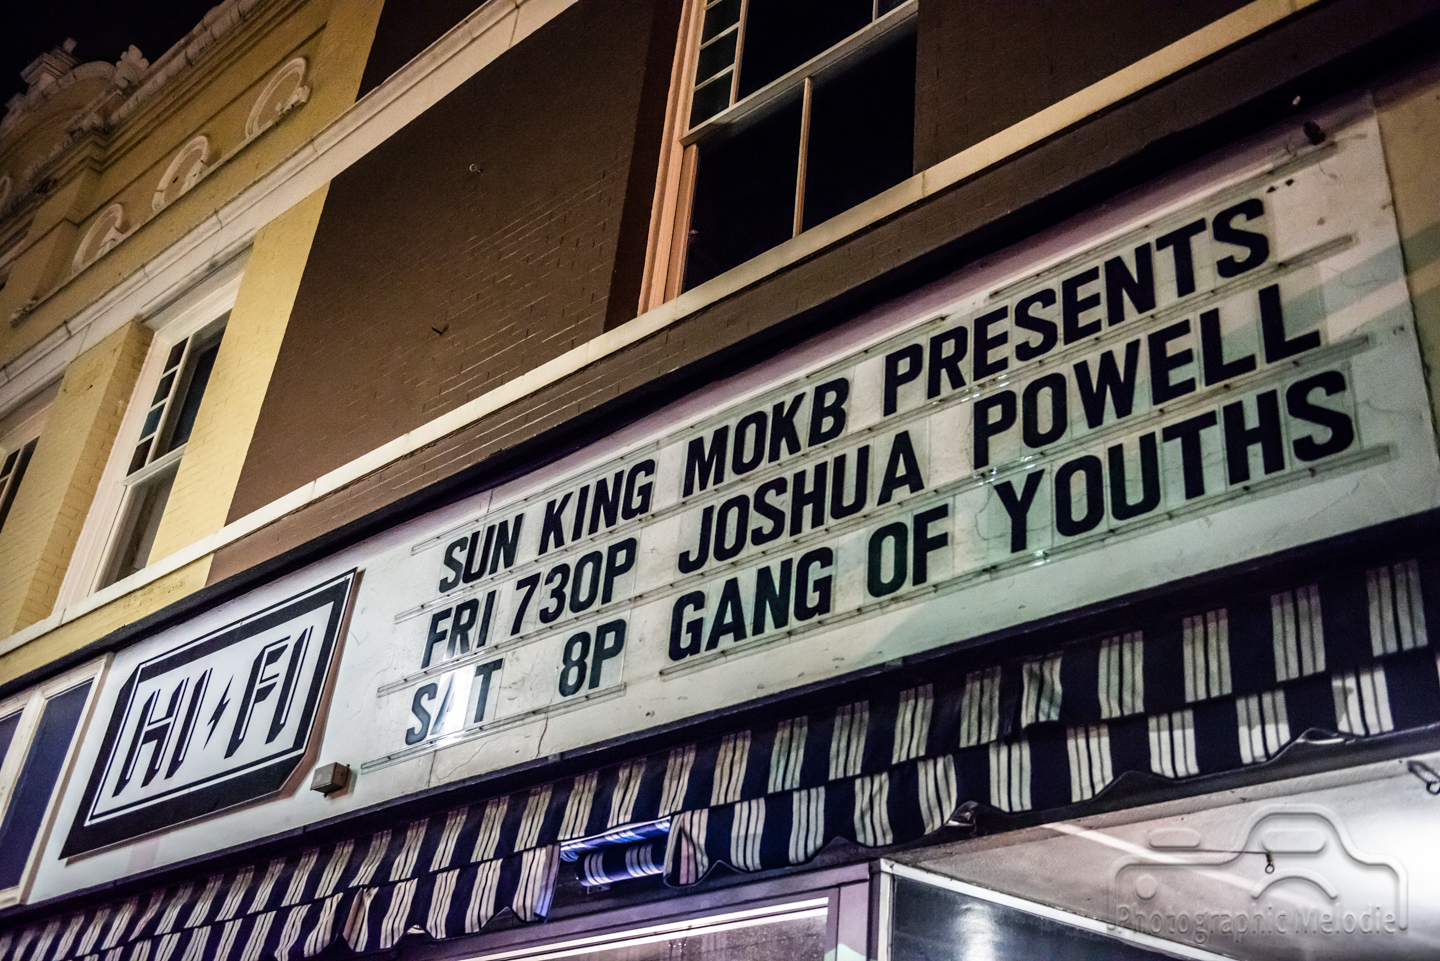 SUN KING MOKB PRESENTS
FRI 730P JOSHUA POWELL
SAT 8P GANG OF YOUTHS
HI FI
Photographic Melodie